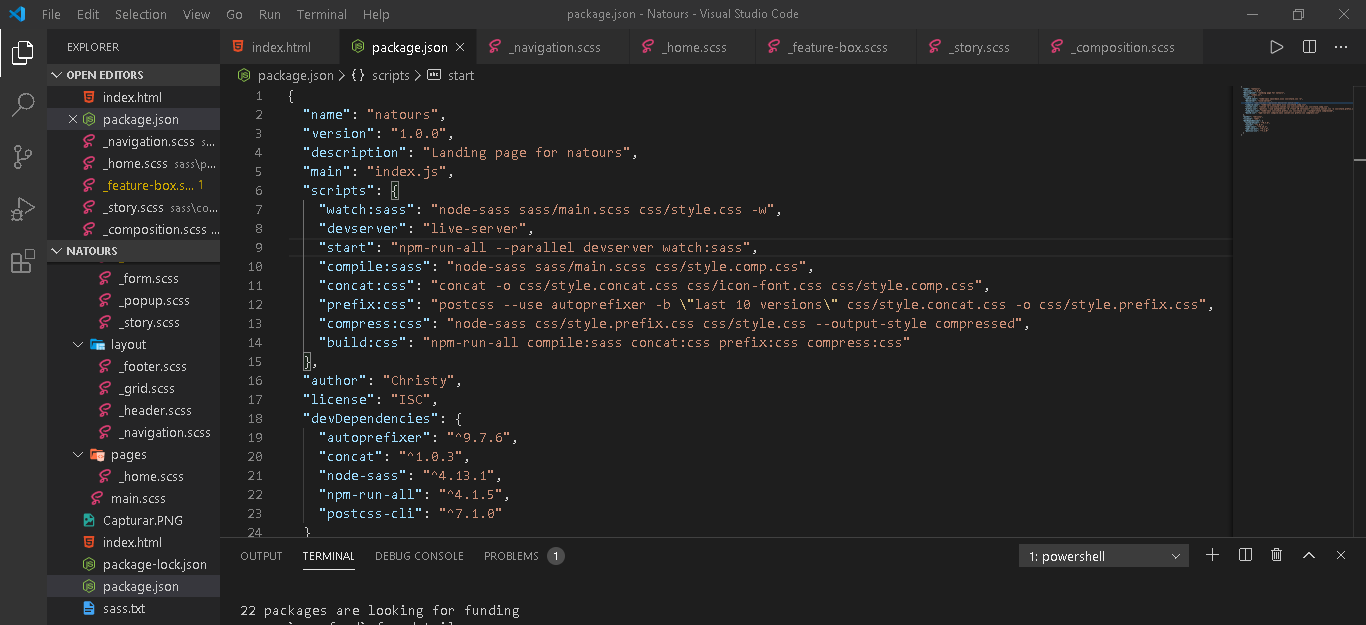 File Edit Selection View Go Run Terminal Help package.json - Natours - Visual Studio Code
EXPLORER
OPEN EDITORS
index.html
package.json
_navigation.scss s...
_home.scss sass\p...
_feature-box.s... 1
_story.scss sass\co...
_composition.scss ...
NATOURS
_form.scss
_popup.scss
_story.scss
layout
_footer.scss
_grid.scss
_header.scss
_navigation.scss
pages
_home.scss
main.scss
Capturar.PNG
index.html
package-lock.json
package.json
sass.txt
index.html package.json _navigation.scss _home.scss _feature-box.scss _story.scss _composition.scss
package.json > {} scripts > abc start
1 {
2 "name": "natours",
3 "version": "1.0.0",
4 "description": "Landing page for natours",
5 "main": "index.js",
6 "scripts": {
7 "watch:sass": "node-sass sass/main.scss css/style.css -w",
8 "devserver": "live-server",
9 "start": "npm-run-all --parallel devserver watch:sass",
10 "compile:sass": "node-sass sass/main.scss css/style.comp.css",
11 "concat:css": "concat -o css/style.concat.css css/icon-font.css css/style.comp.css",
12 "prefix:css": "postcss --use autoprefixer -b \"last 10 versions\" css/style.concat.css -o css/style.prefix.css",
13 "compress:css": "node-sass css/style.prefix.css css/style.css --output-style compressed",
14 "build:css": "npm-run-all compile:sass concat:css prefix:css compress:css"
15 },
16 "author": "Christy",
17 "license": "ISC",
18 "devDependencies": {
19 "autoprefixer": "^9.7.6",
20 "concat": "^1.0.3",
21 "node-sass": "^4.13.1",
22 "npm-run-all": "^4.1.5",
23 "postcss-cli": "^7.1.0"
24 }
OUTPUT TERMINAL DEBUG CONSOLE PROBLEMS 1 1: powershell
22 packages are looking for funding